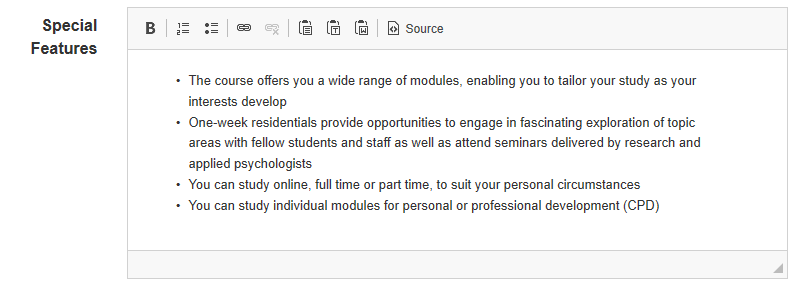 Special
Features
B
Source
The course offers you a wide range of modules, enabling you to tailor your study as your
interests develop
One-week residentials provide opportunities to engage in fascinating exploration of topic
areas with fellow students and staff as well as attend seminars delivered by research and
applied psychologists
You can study online, full time or part time, to suit your personal circumstances
You can study individual modules for personal or professional development (CPD)